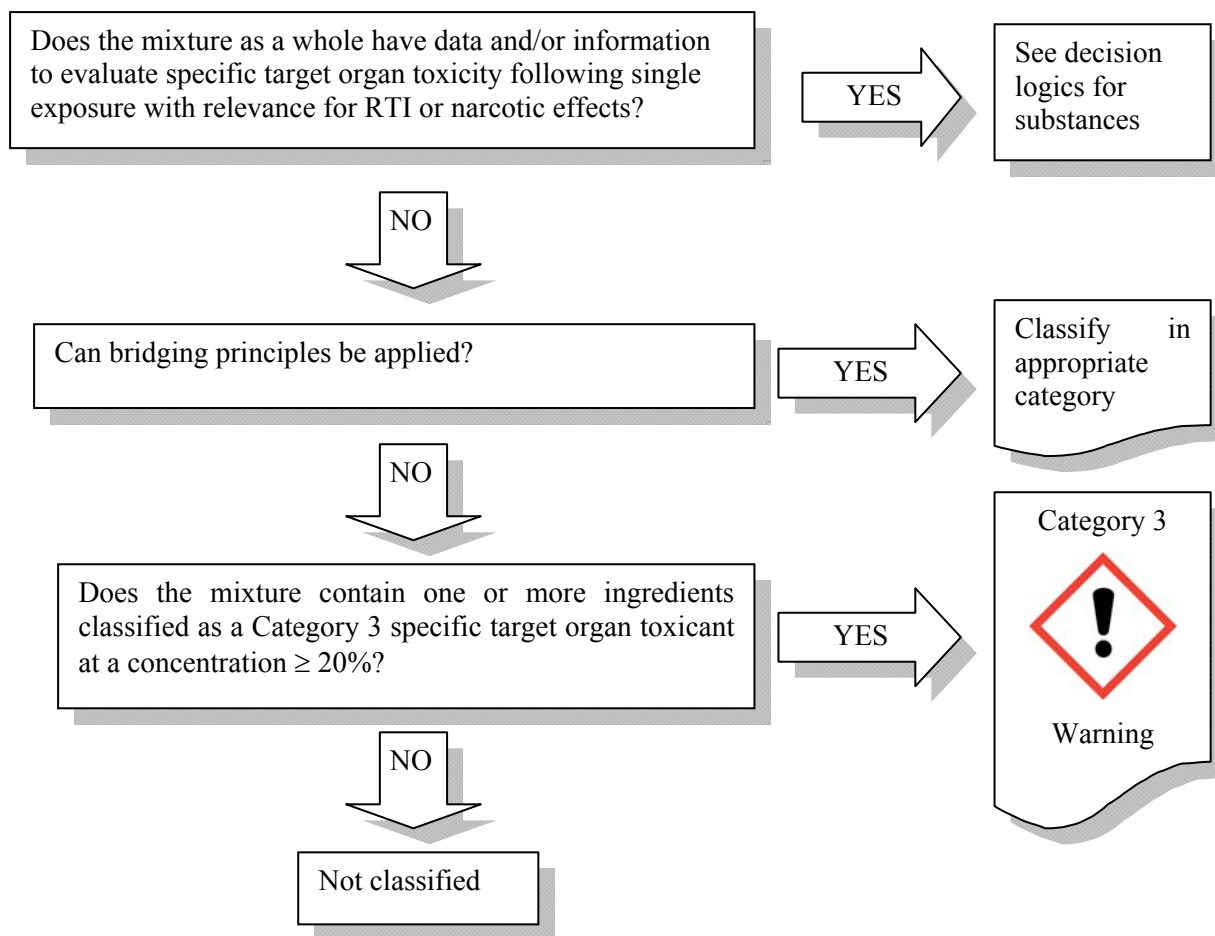 Does the mixture as a whole have data and/or information
to evaluate specific target organ toxicity following single
exposure with relevance for RTI or narcotic effects?
YES
See decision
logics for
substances
NO
Can bridging principles be applied?
YES
Classify in
appropriate
category
NO
Does the mixture contain one or more ingredients
classified as a Category 3 specific target organ toxicant
at a concentration ≥ 20%?
YES
Category 3
Warning
NO
Not classified